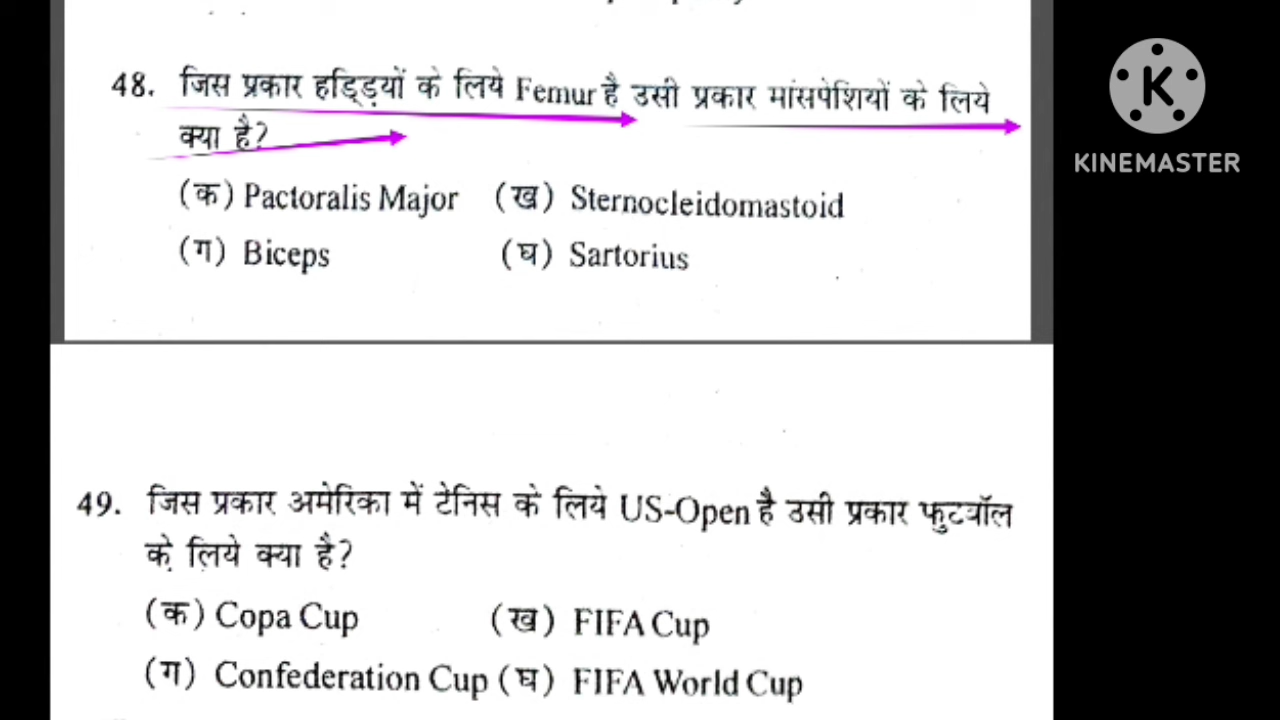 48. जिस प्रकार हड्डियों के लिये Femur है उसी प्रकार मांसपेशियों के लिये
क्या है?
(क) Pactoralis Major (ख) Sternocleidomastoid
(ग) Biceps (घ) Sartorius
KINEMASTER
49. जिस प्रकार अमेरिका में टेनिस के लिये US-Open है उसी प्रकार फुटबॉल
के लिये क्या है?
(क) Copa Cup (ख) FIFA Cup
(ग) Confederation Cup (घ) FIFA World Cup